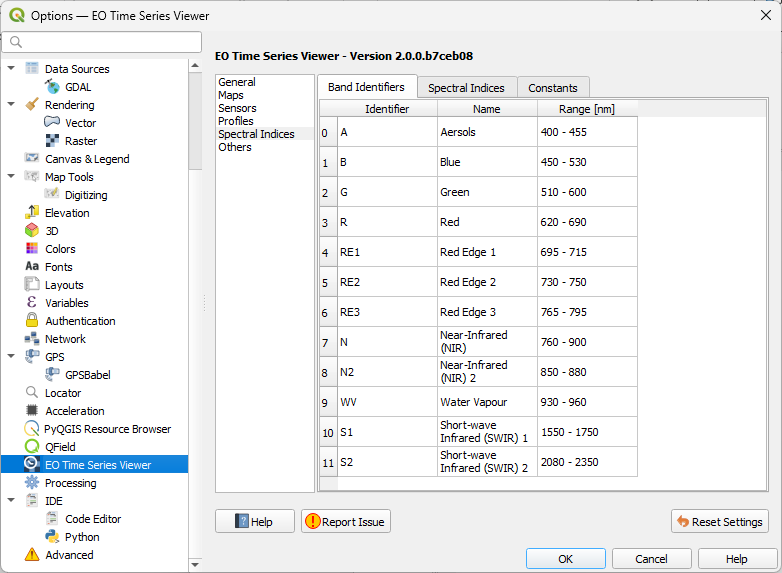 Options — EO Time Series Viewer
Data Sources
GDAL
Rendering
Vector
Raster
Canvas & Legend
Map Tools
Digitizing
Elevation
3D
Colors
Aa Fonts
Layouts
ε Variables
Authentication
Network
GPS
GPSBabel
Locator
Acceleration
PyQGIS Resource Browser
QField
EO Time Series Viewer
Processing
IDE
Code Editor
Python
Advanced
EO Time Series Viewer - Version 2.0.0.b7ceb08
General
Maps
Sensors
Profiles
Spectral Indices
Others
Band Identifiers Spectral Indices Constants
Identifier Name Range [nm]
0 A Aersols 400 - 455
1 B Blue 450 - 530
2 G Green 510 - 600
3 R Red 620 - 690
4 RE1 Red Edge 1 695 - 715
5 RE2 Red Edge 2 730 - 750
6 RE3 Red Edge 3 765 - 795
7 N Near-Infrared (NIR) 760 - 900
8 N2 Near-Infrared (NIR) 2 850 - 880
9 WV Water Vapour 930 - 960
10 S1 Short-wave Infrared (SWIR) 1 1550 - 1750
11 S2 Short-wave Infrared (SWIR) 2 2080 - 2350
Help Report Issue Reset Settings
OK Cancel Help